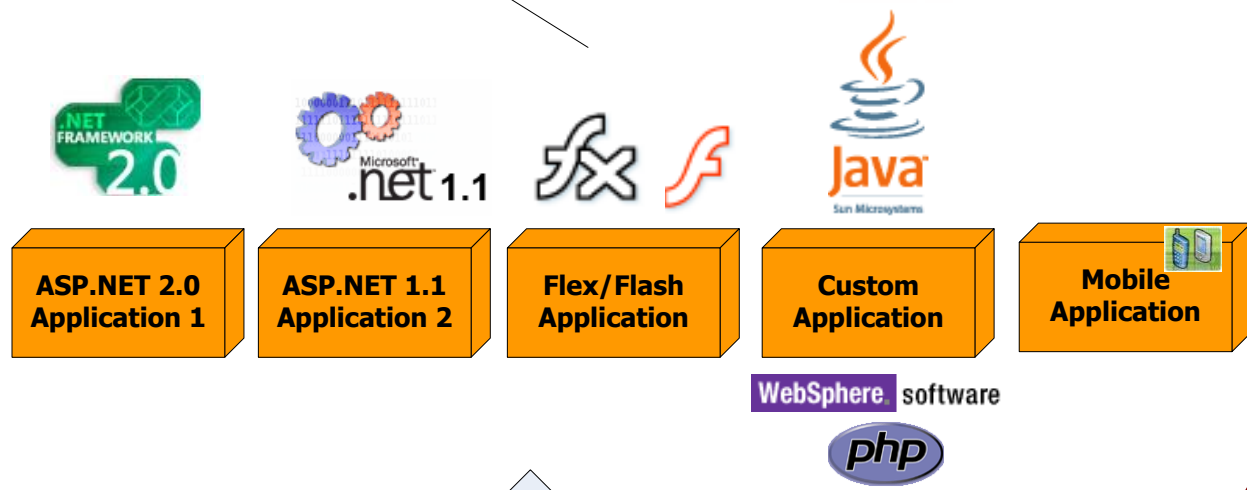 .NET
FRAMEWORK
2.0
Microsoft
.net 1.1
fx
f
Java
Sun Microsystems
ASP.NET 2.0
Application 1
ASP.NET 1.1
Application 2
Flex/Flash
Application
Custom
Application
Mobile
Application
WebSphere. software
php